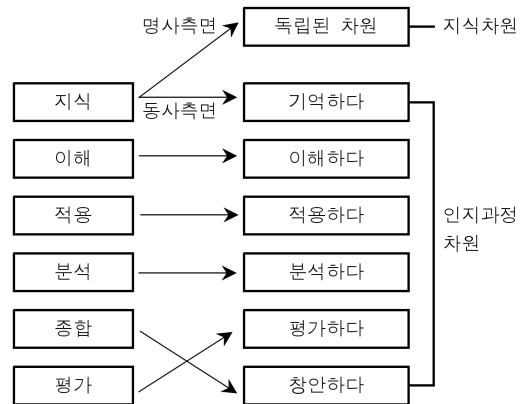 명사측면
독립된 차원
지식차원
지식
동사측면
기억하다
이해
이해하다
적용
적용하다
인지과정
차원
분석
분석하다
종합
평가하다
평가
창안하다